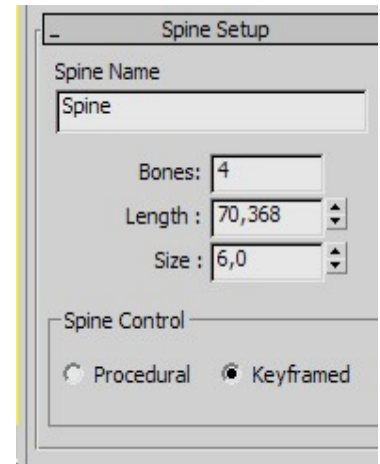 - Spine Setup
Spine Name
Spine
Bones: 4
Length : 70,368
Size : 6,0
Spine Control
Procedural Keyframed